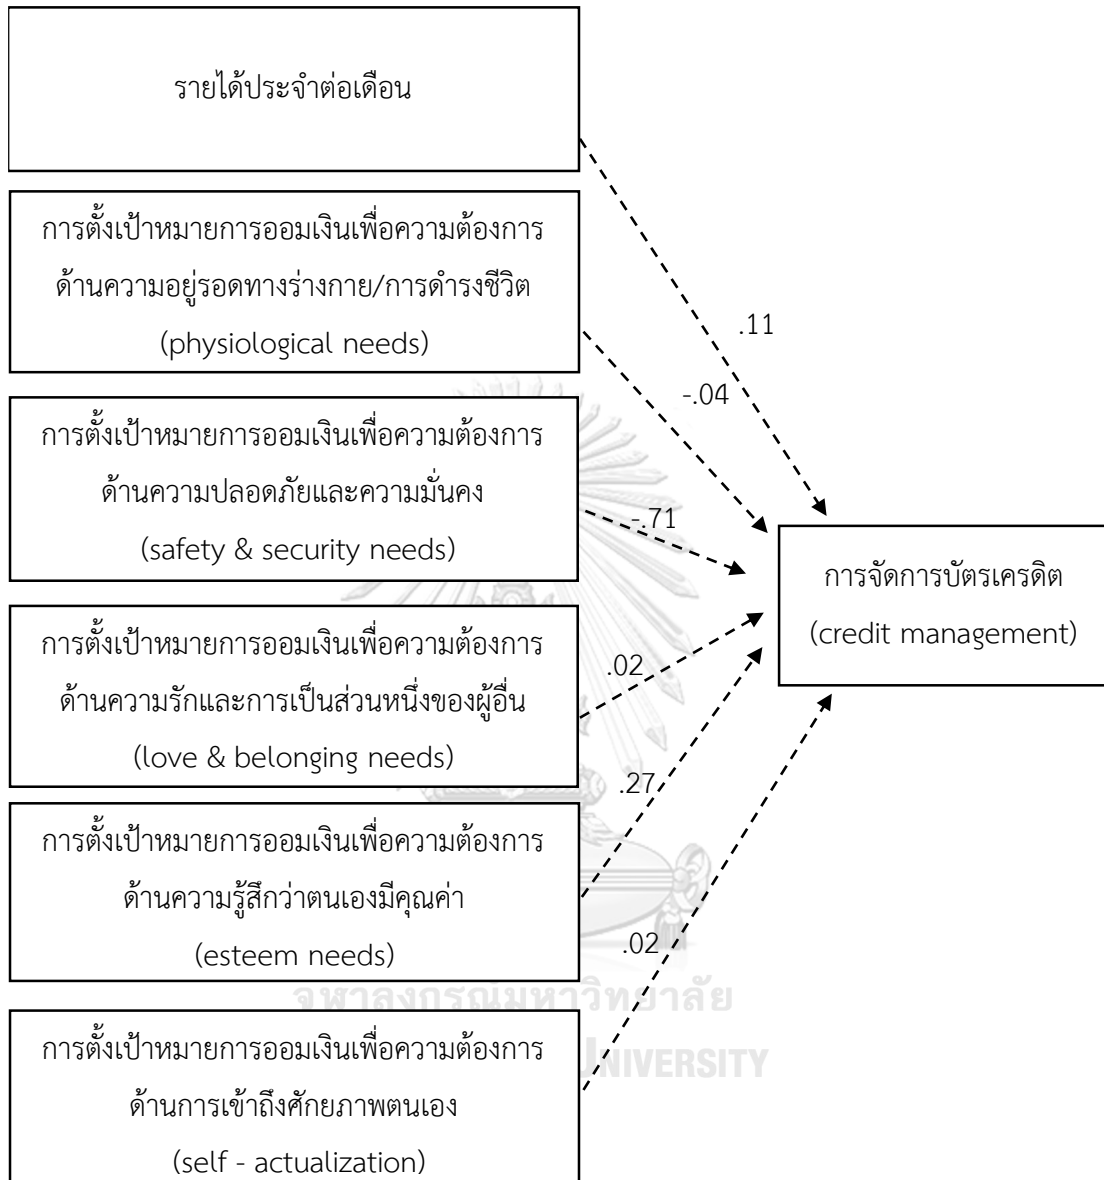 รายได้ประจำต่อเดือน
การตั้งเป้าหมายการออมเงินเพื่อความต้องการ
ด้านความอยู่รอดทางร่างกาย/การดำรงชีวิต
(physiological needs)
การตั้งเป้าหมายการออมเงินเพื่อความต้องการ
ด้านความปลอดภัยและความมั่นคง
(safety & security needs)
การตั้งเป้าหมายการออมเงินเพื่อความต้องการ
ด้านความรักและการเป็นส่วนหนึ่งของผู้อื่น
(love & belonging needs)
การตั้งเป้าหมายการออมเงินเพื่อความต้องการ
ด้านความรู้สึกว่าตนเองมีคุณค่า
(esteem needs)
การตั้งเป้าหมายการออมเงินเพื่อความต้องการ
ด้านการเข้าถึงศักยภาพตนเอง
(self - actualization)
.11
-.04
-.71
.02
.27
.02
การจัดการบัตรเครดิต
(credit management)
จุฬาลงกรณ์มหาวิทยาลัย
UNIVERSITY